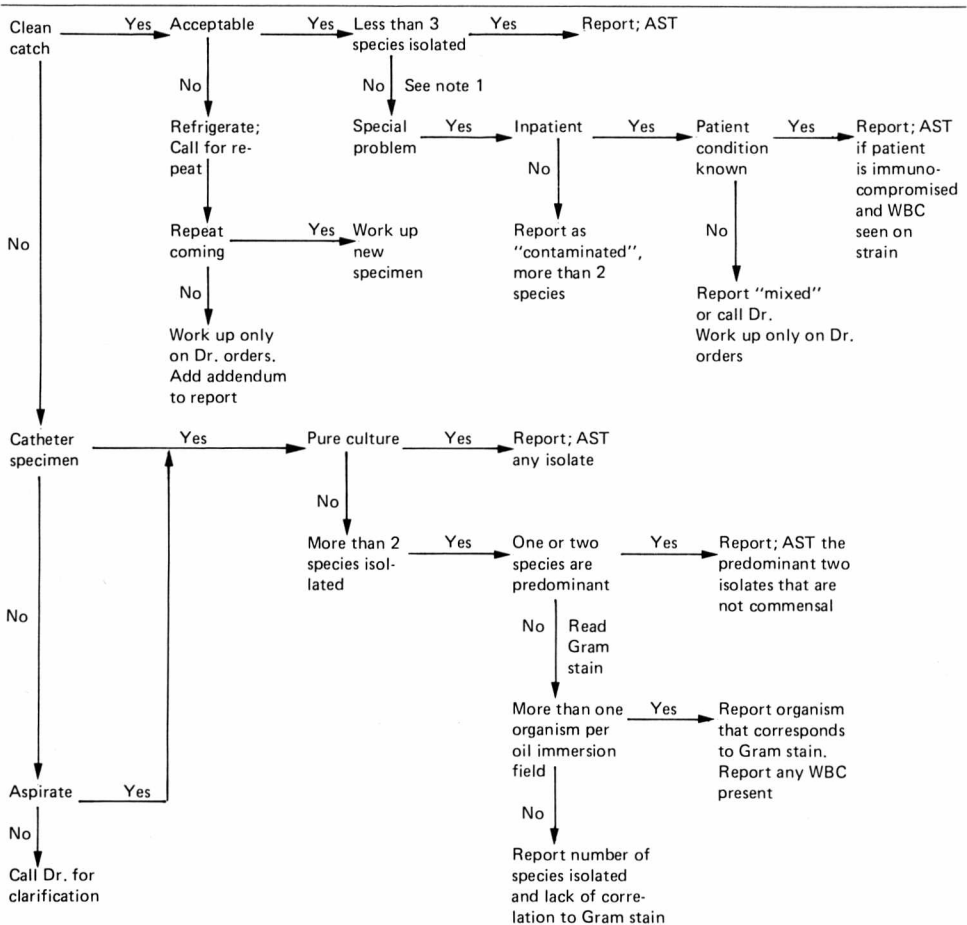 Clean
catch
Yes
Acceptable
Yes
Less than 3
species isolated
Yes
Report; AST
No
No
See note 1
Refrigerate;
Call for re-
peat
Special
problem
Yes
Inpatient
Yes
Patient
condition
known
Yes
Report; AST
if patient
is immuno-
compromised
and WBC
seen on
strain
No
No
No
Repeat
coming
Yes
Work up
new
specimen
Report as
"contaminated",
more than 2
species
No
Report "mixed"
or call Dr.
Work up only on Dr.
orders
Work up only
on Dr. orders.
Add addendum
to report
Catheter
specimen
Yes
Pure culture
Yes
Report; AST
any isolate
No
More than 2
species isol-
lated
Yes
One or two
species are
predominant
Yes
Report; AST the
predominant two
isolates that are
not commensal
No
No
Read
Gram
stain
More than one
organism per
oil immersion
field
Yes
Report organism
that corresponds
to Gram stain.
Report any WBC
present
Aspirate
Yes
No
No
Call Dr. for
clarification
Report number of
species isolated
and lack of corre-
lation to Gram stain